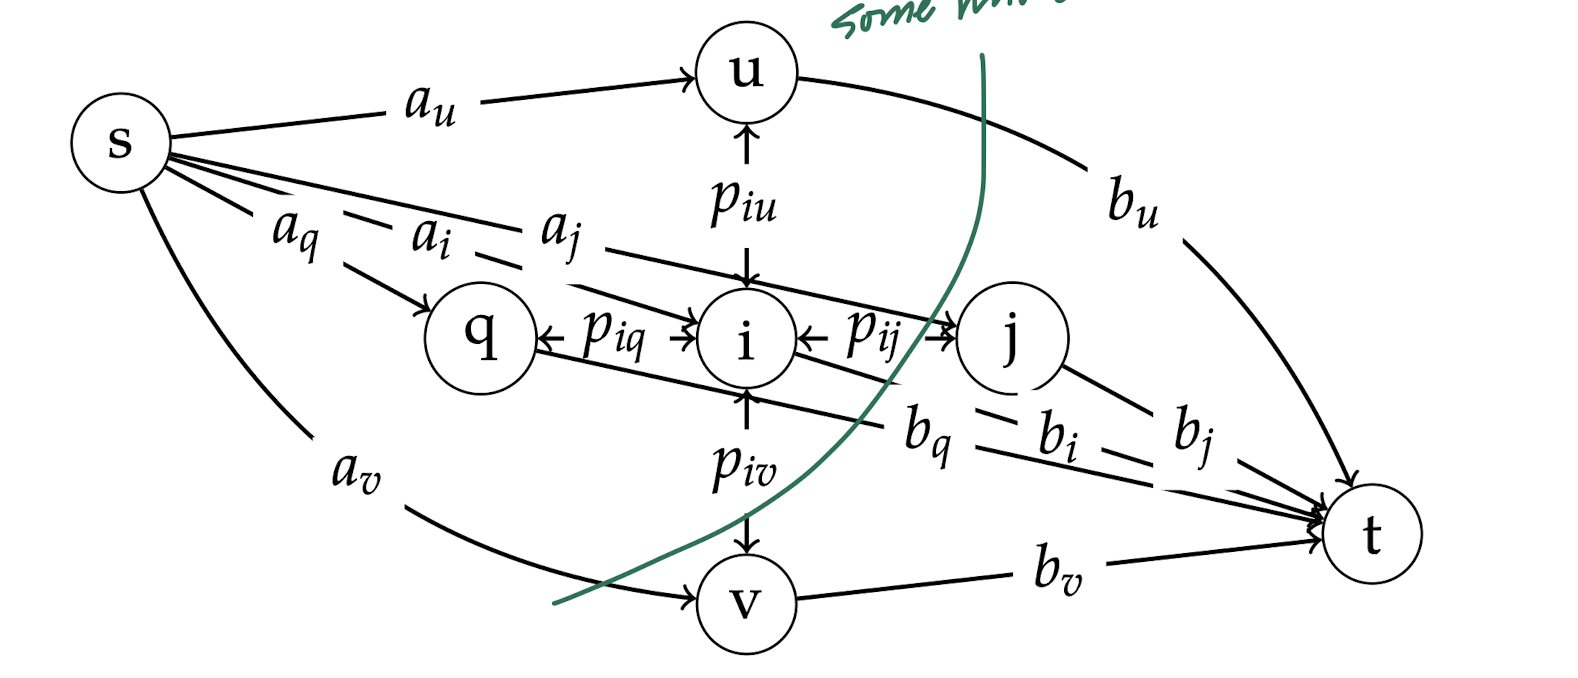 some
u
a_u
s
p_{iu}
b_u
a_q a_i a_j
q p_{iq} i p_{ij} j
b_q b_i b_j
a_v
p_{iv}
t
b_v
v